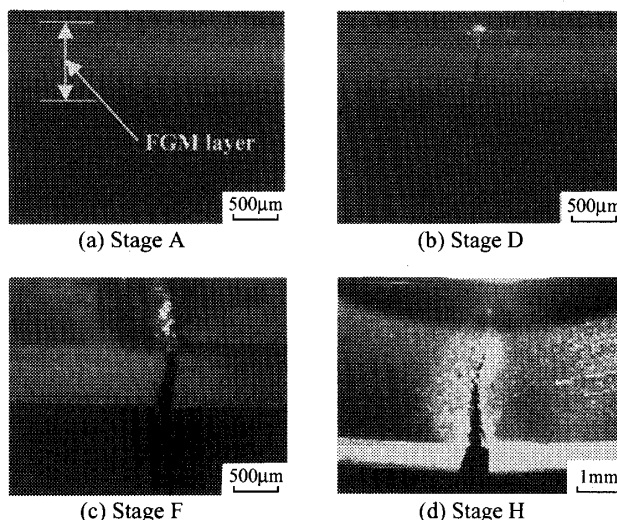 FGM layer
500μm
500μm
(a) Stage A
(b) Stage D
500μm
1mm
(c) Stage F
(d) Stage H